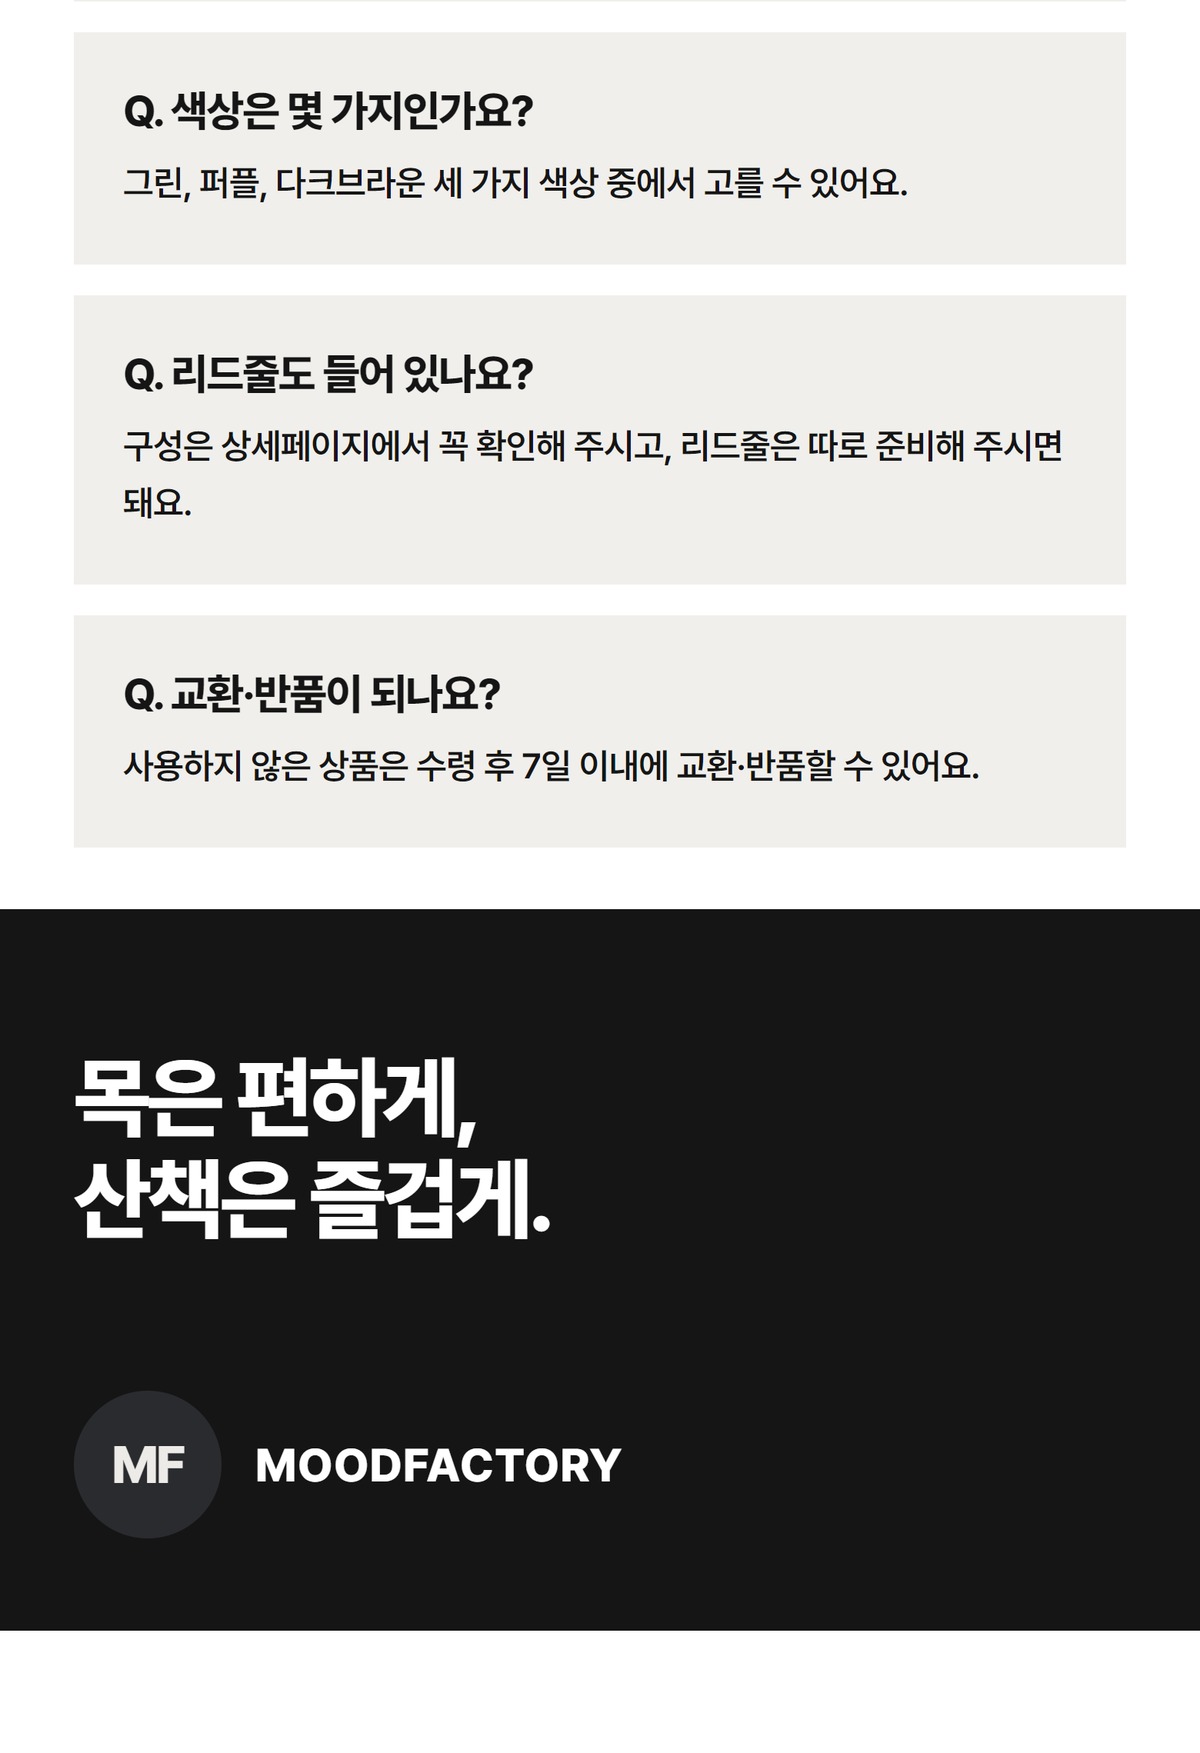 Q. 색상은 몇 가지인가요?
그린, 퍼플, 다크브라운 세 가지 색상 중에서 고를 수 있어요.
Q. 리드줄도 들어 있나요?
구성은 상세페이지에서 꼭 확인해 주시고, 리드줄은 따로 준비해 주시면
돼요.
Q. 교환·반품이 되나요?
사용하지 않은 상품은 수령 후 7일 이내에 교환·반품할 수 있어요.
목은 편하게,
산책은 즐겁게.
MF
MOODFACTORY